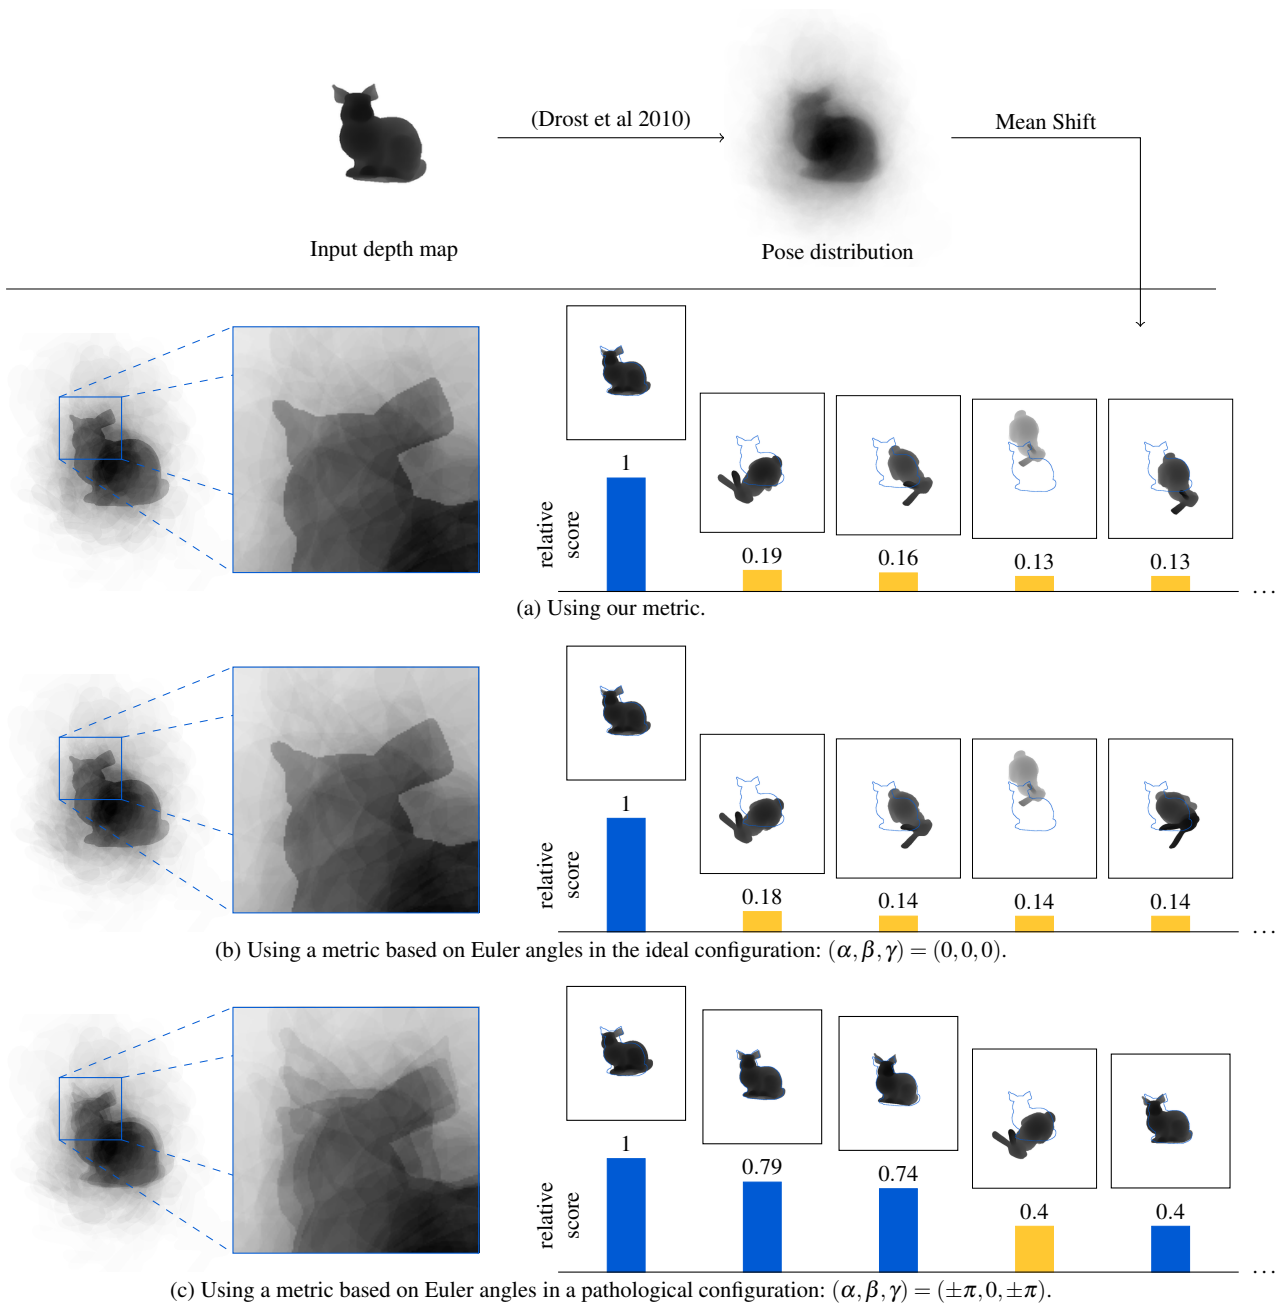 (Drost et al 2010)
Mean Shift
Input depth map
Pose distribution
relative
score
1
0.19
0.16
0.13
0.13
...
(a) Using our metric.
relative
score
1
0.18
0.14
0.14
0.14
...
(b) Using a metric based on Euler angles in the ideal configuration: (α, β, γ) = (0, 0, 0).
relative
score
1
0.79
0.74
0.4
0.4
...
(c) Using a metric based on Euler angles in a pathological configuration: (α, β, γ) = (±π, 0, ±π).